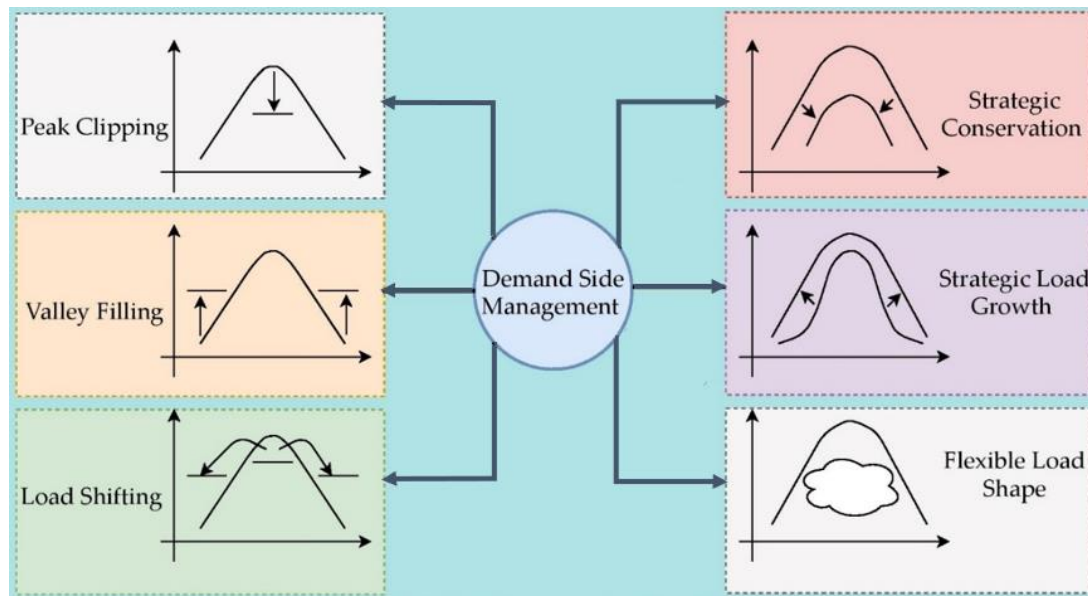 Peak Clipping
Valley Filling
Load Shifting
Demand Side
Management
Strategic
Conservation
Strategic Load
Growth
Flexible Load
Shape